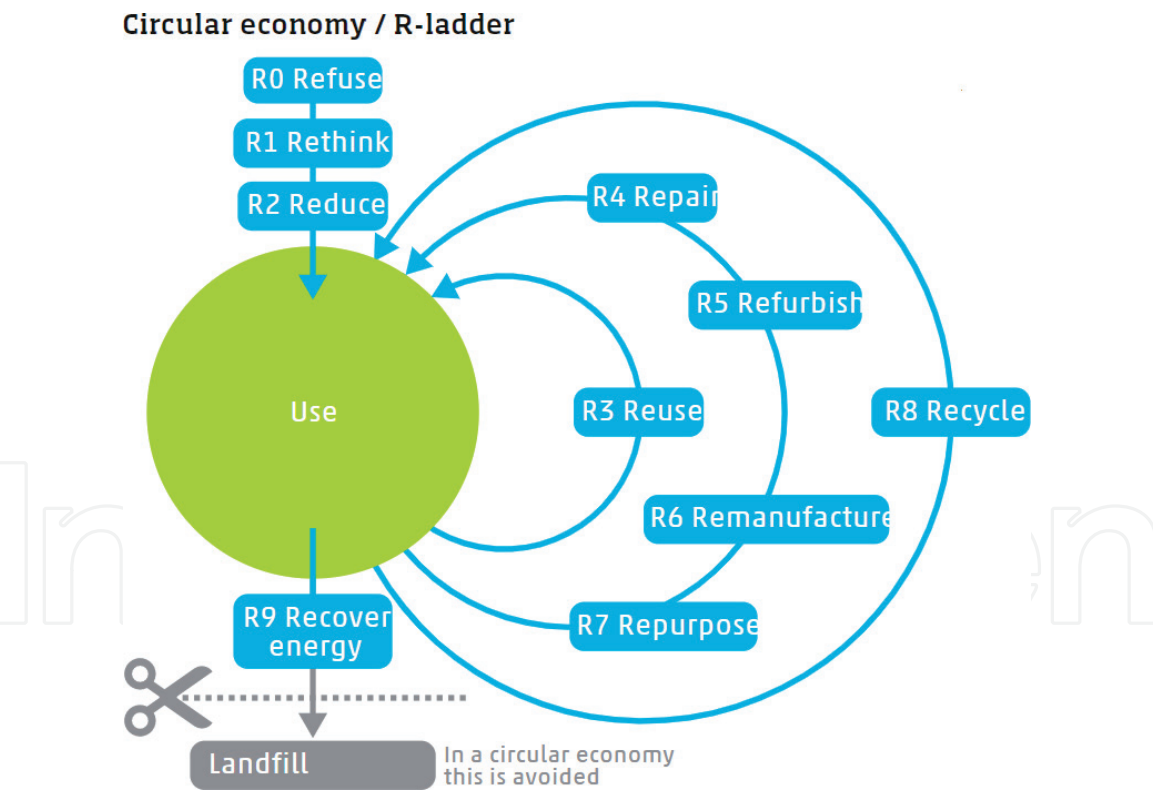 Circular economy / R-ladder
R0 Refuse
R1 Rethink
R2 Reduce
R4 Repair
R5 Refurbish
Use
R3 Reuse
R8 Recycle
R6 Remanufacture
R9 Recover
energy
R7 Repurpose
Landfill
In a circular economy
this is avoided